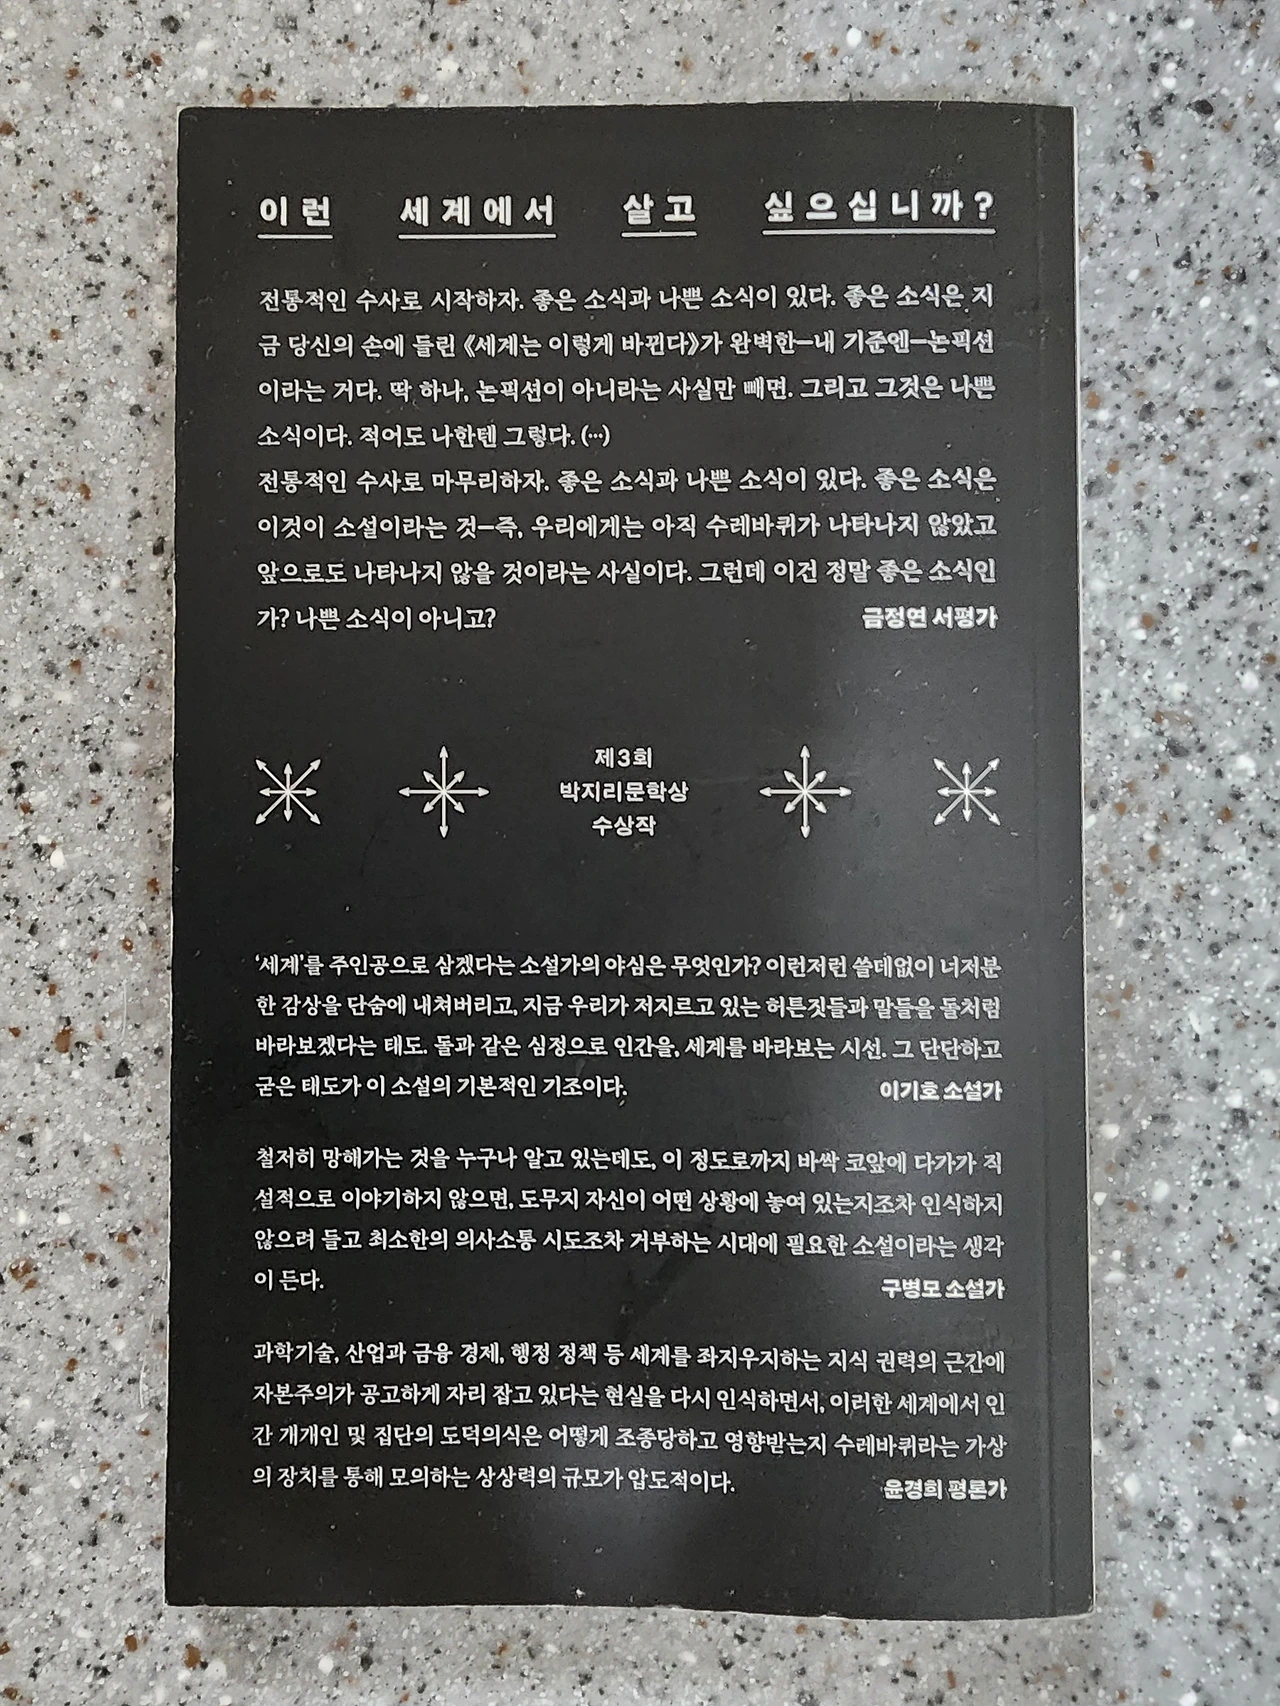 이런 세계에서 살고 싶으십니까?
전통적인 수사로 시작하자. 좋은 소식과 나쁜 소식이 있다. 좋은 소식은 지
금 당신의 손에 들린 《세계는 이렇게 바뀐다》가 완벽한—내 기준엔—논픽션
이라는 거다. 딱 하나, 논픽션이 아니라는 사실만 빼면. 그리고 그것은 나쁜
소식이다. 적어도 나한텐 그렇다. (…)
전통적인 수사로 마무리하자. 좋은 소식과 나쁜 소식이 있다. 좋은 소식은
이것이 소설이라는 것—즉, 우리에게는 아직 수레바퀴가 나타나지 않았고
앞으로도 나타나지 않을 것이라는 사실이다. 그런데 이건 정말 좋은 소식인
가? 나쁜 소식이 아니고? 금정연 서평가
제3회
박지리문학상
수상작
‘세계’를 주인공으로 삼겠다는 소설가의 야심은 무엇인가? 이런저런 쓸데없이 너저분
한 감상을 단숨에 내쳐버리고, 지금 우리가 저지르고 있는 허튼짓들과 말들을 돌처럼
바라보겠다는 태도. 돌과 같은 심정으로 인간을, 세계를 바라보는 시선. 그 단단하고
굳은 태도가 이 소설의 기본적인 기조이다. 이기호 소설가
철저히 망해가는 것을 누구나 알고 있는데도, 이 정도로까지 바싹 코앞에 다가가 직
설적으로 이야기하지 않으면, 도무지 자신이 어떤 상황에 놓여 있는지조차 인식하지
않으려 들고 최소한의 의사소통 시도조차 거부하는 시대에 필요한 소설이라는 생각
이 든다. 구병모 소설가
과학기술, 산업과 금융 경제, 행정 정책 등 세계를 좌지우지하는 지식 권력의 근간에
자본주의가 공고하게 자리 잡고 있다는 현실을 다시 인식하면서, 이러한 세계에서 인
간 개개인 및 집단의 도덕의식은 어떻게 조종당하고 영향받는지 수레바퀴라는 가상
의 장치를 통해 모의하는 상상력의 규모가 압도적이다. 윤경희 평론가